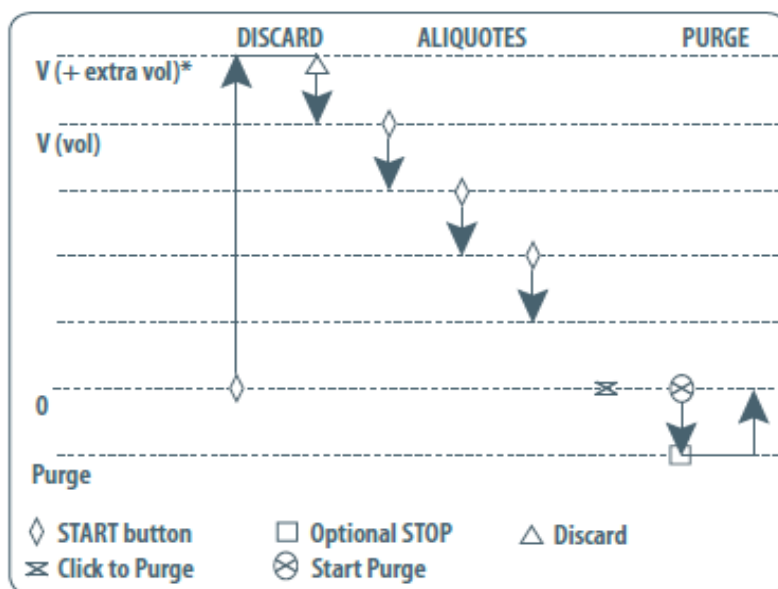 DISCARD ALIQUOTES PURGE
V (+ extra vol)*
V (vol)
0
Purge
START button Optional STOP Discard
Click to Purge Start Purge